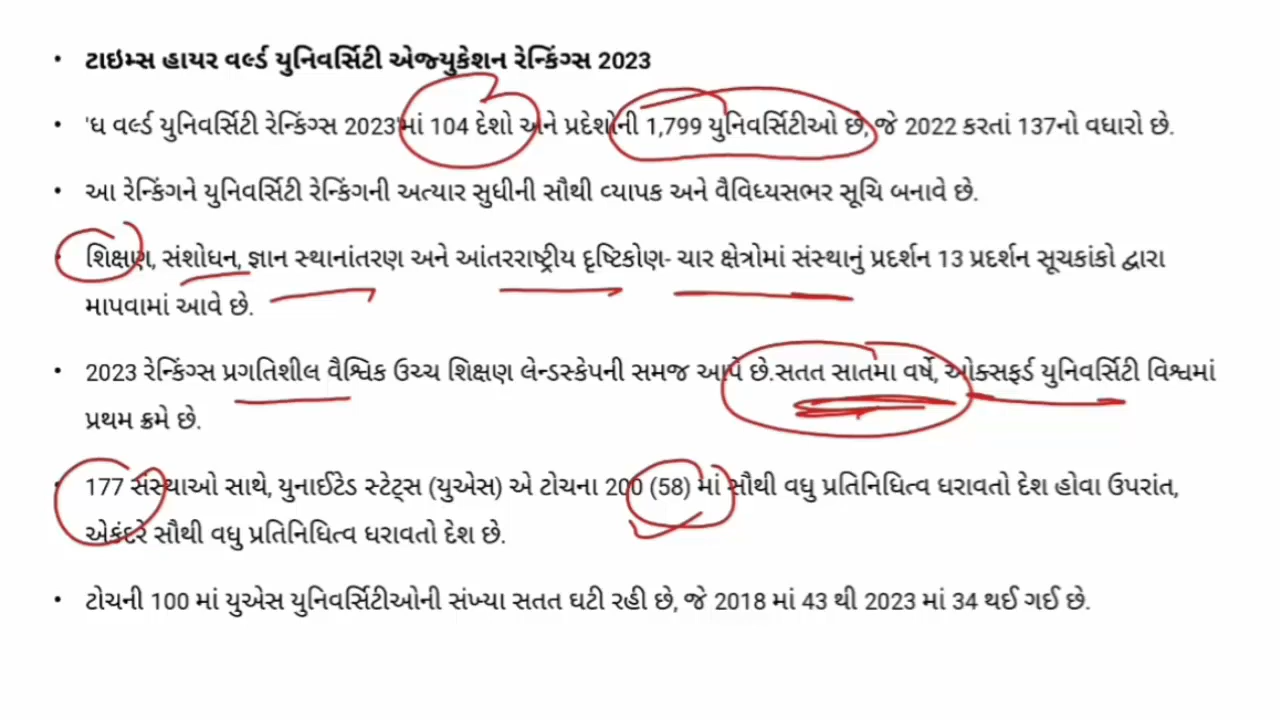 • ટાઇમ્સ હાયર વર્લ્ડ યુનિવર્સિટી એજ્યુકેશન રેન્કિંગ્સ 2023
• 'ધ વર્લ્ડ યુનિવર્સિટી રેન્કિંગ્સ 2023'માં 104 દેશો અને પ્રદેશોની 1,799 યુનિવર્સિટીઓ છે, જે 2022 કરતાં 137નો વધારો છે.
• આ રેન્કિંગને યુનિવર્સિટી રેન્કિંગની અત્યાર સુધીની સૌથી વ્યાપક અને વૈવિધ્યસભર સૂચિ બનાવે છે.
• શિક્ષણ, સંશોધન, જ્ઞાન સ્થાનાંતરણ અને આંતરરાષ્ટ્રીય દૃષ્ટિકોણ- ચાર ક્ષેત્રોમાં સંસ્થાનું પ્રદર્શન 13 પ્રદર્શન સૂચકાંકો દ્વારા
માપવામાં આવે છે.
• 2023 રેન્કિંગ્સ પ્રગતિશીલ વૈશ્વિક ઉચ્ચ શિક્ષણ લેન્ડસ્કેપની સમજ આપે છે.સતત સાતમા વર્ષે, ઓક્સફર્ડ યુનિવર્સિટી વિશ્વમાં
પ્રથમ ક્રમે છે.
• 177 સંસ્થાઓ સાથે, યુનાઈટેડ સ્ટેટ્સ (યુએસ) એ ટોચના 200 (58) માં સૌથી વધુ પ્રતિનિધિત્વ ધરાવતો દેશ હોવા ઉપરાંત,
એકંદરે સૌથી વધુ પ્રતિનિધિત્વ ધરાવતો દેશ છે.
• ટોચની 100 માં યુએસ યુનિવર્સિટીઓની સંખ્યા સતત ઘટી રહી છે, જે 2018 માં 43 થી 2023 માં 34 થઈ ગઈ છે.